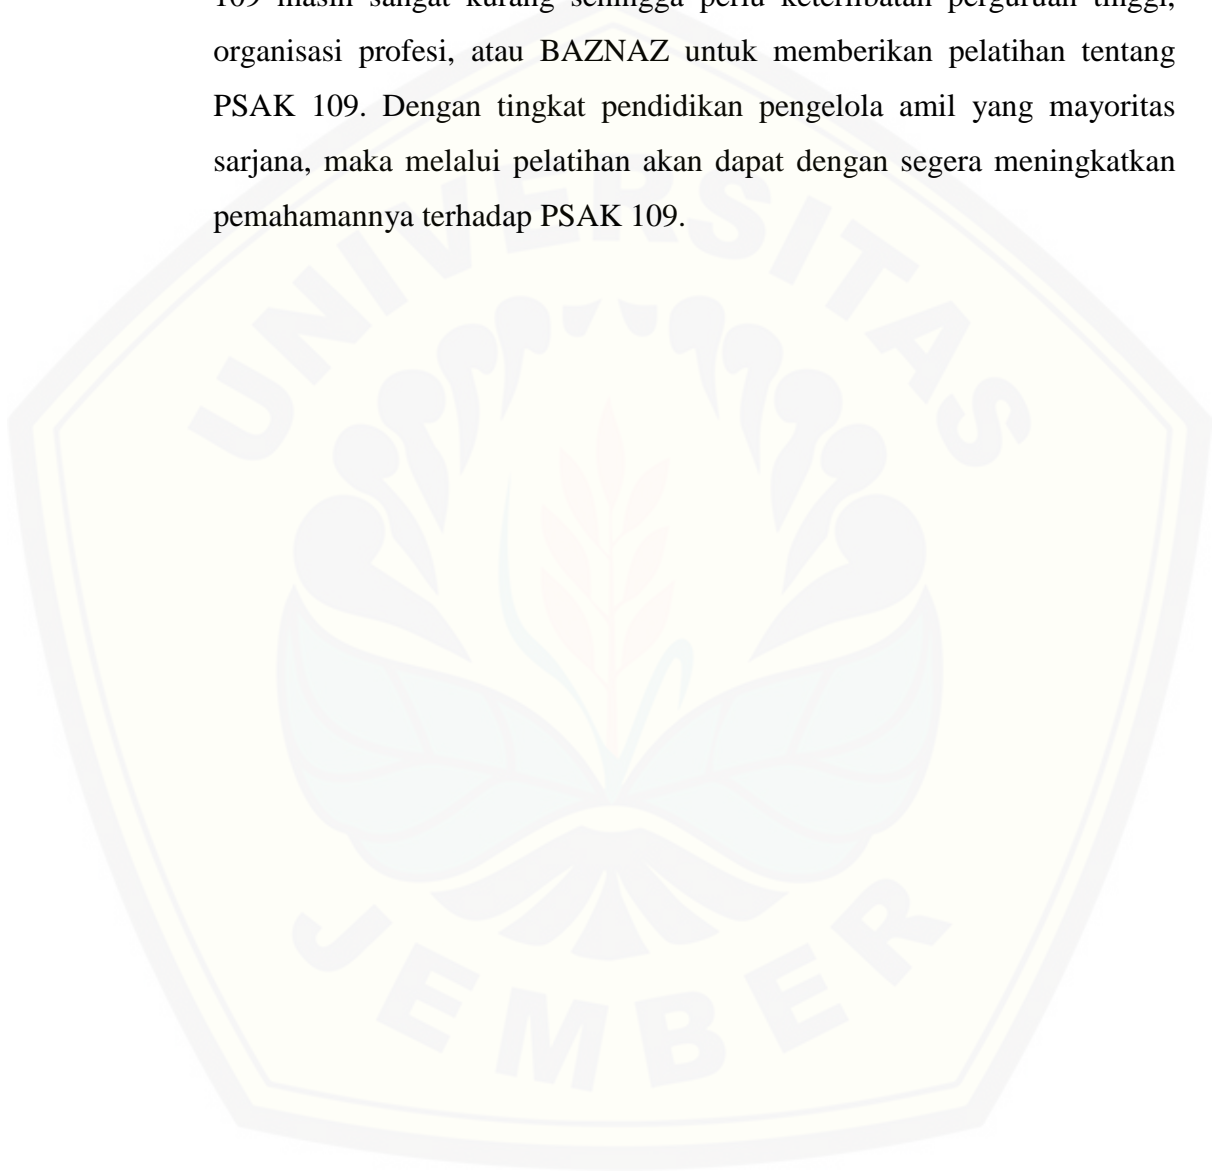 109 masih sangat kurang sehingga perlu keterlibatan perguruan tinggi,
organisasi profesi, atau BAZNAZ untuk memberikan pelatihan tentang
PSAK 109. Dengan tingkat pendidikan pengelola amil yang mayoritas
sarjana, maka melalui pelatihan akan dapat dengan segera meningkatkan
pemahamannya terhadap PSAK 109.
UNIVERSITAS
JEMBER